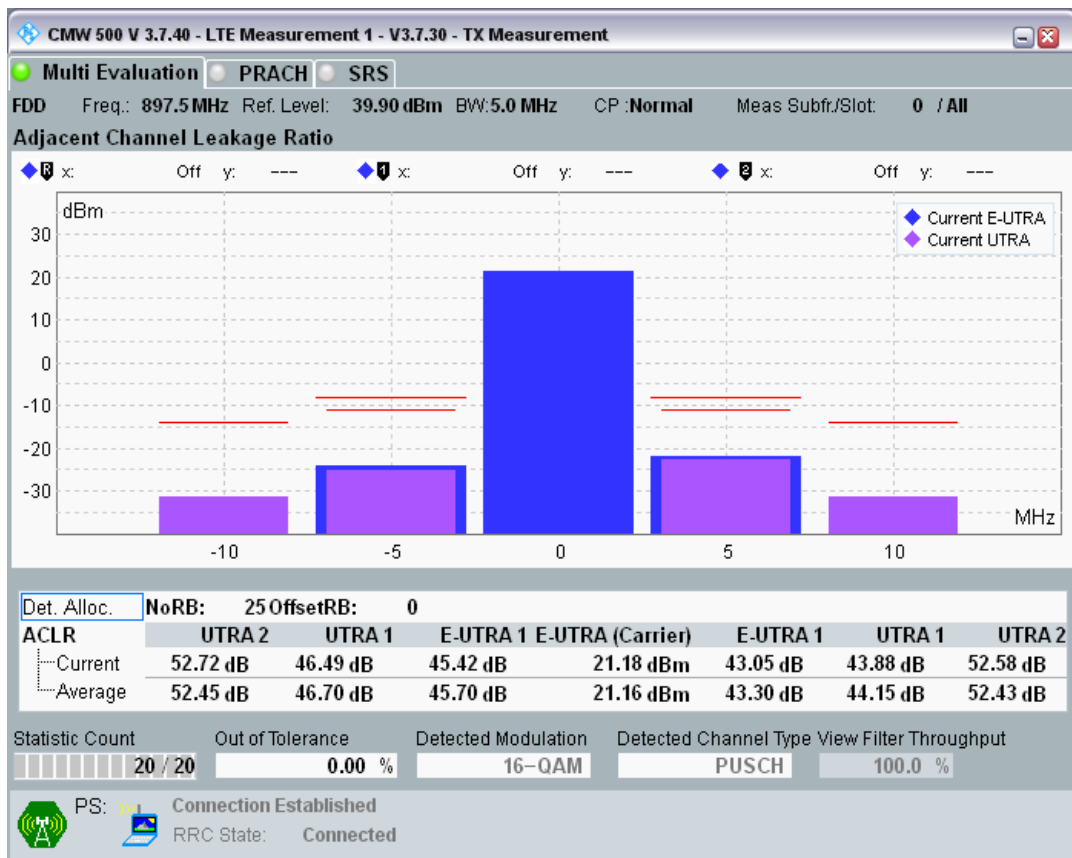 CMW 500 V 3.7.40 - LTE Measurement 1 - V3.7.30 - TX Measurement
Multi Evaluation PRACH SRS
FDD Freq.: 897.5 MHz Ref. Level: 39.90 dBm BW:5.0 MHz CP :Normal Meas Subfr./Slot: 0 / All
Adjacent Channel Leakage Ratio
R x: Off y: --- 1 x: Off y: --- 2 x: Off y: ---
dBm
Current E-UTRA
Current UTRA
30
20
10
0
-10
-20
-30
MHz
-10 -5 0 5 10
Det. Alloc. NoRB: 25 OffsetRB: 0
ACLR UTRA 2 UTRA 1 E-UTRA 1 E-UTRA (Carrier) E-UTRA 1 UTRA 1 UTRA 2
Current 52.72 dB 46.49 dB 45.42 dB 21.18 dBm 43.05 dB 43.88 dB 52.58 dB
Average 52.45 dB 46.70 dB 45.70 dB 21.16 dBm 43.30 dB 44.15 dB 52.43 dB
Statistic Count Out of Tolerance Detected Modulation Detected Channel Type View Filter Throughput
20 / 20 0.00 % 16-QAM PUSCH 100.0 %
PS: Connection Established
RRC State: Connected